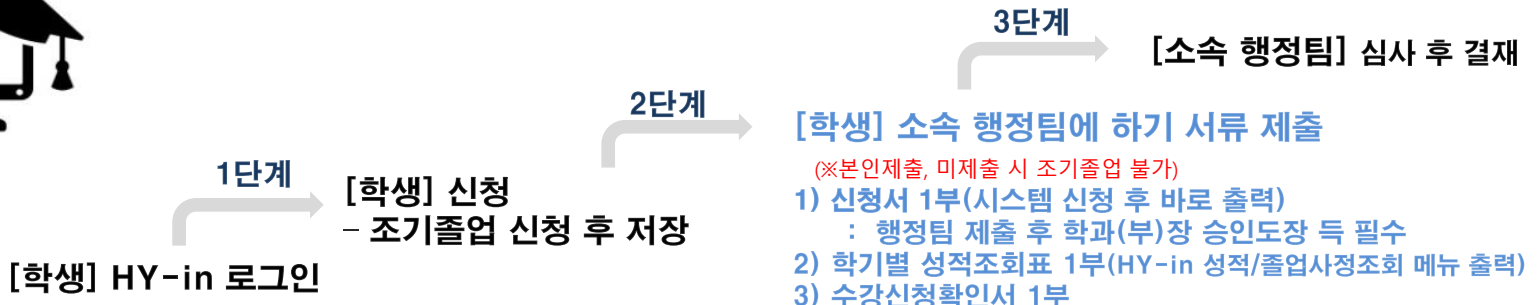 3단계
[소속 행정팀] 심사 후 결재
2단계
[학생] 소속 행정팀에 하기 서류 제출
(※본인제출, 미제출 시 조기졸업 불가)
1단계
[학생] 신청
- 조기졸업 신청 후 저장
1) 신청서 1부(시스템 신청 후 바로 출력)
: 행정팀 제출 후 학과(부)장 승인도장 득 필수
[학생] HY-in 로그인
2) 학기별 성적조회표 1부(HY-in 성적/졸업사정조회 메뉴 출력)
3) 수강신청확인서 1부